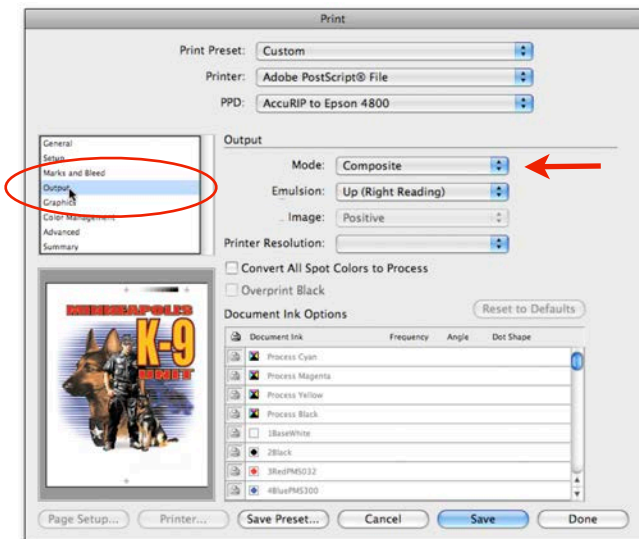 Print
Print Preset: Custom
Printer: Adobe PostScript® File
PPD: AccuRIP to Epson 4800
General
Setup
Marks and Bleed
Output
Graphics
Color Management
Advanced
Summary
Output
Mode: Composite
Emulsion: Up (Right Reading)
Image: Positive
Printer Resolution:
Convert All Spot Colors to Process
Overprint Black
Document Ink Options
Reset to Defaults
Document Ink Frequency Angle Dot Shape
Process Cyan
Process Magenta
Process Yellow
Process Black
1BaseWhite
2Black
3RedPMS032
4BluePMS300
MINNEAPOLIS
K-9
UNIT
Page Setup... Printer... Save Preset... Cancel Save Done